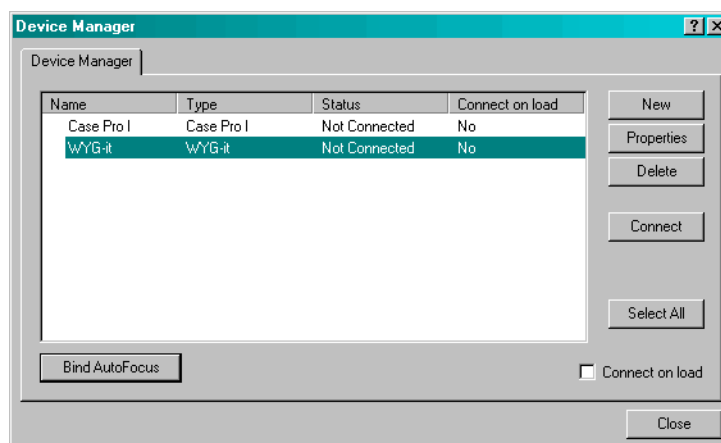 Device Manager
Device Manager
Name Type Status Connect on load
Case Pro I Case Pro I Not Connected No
WYG-it WYG-it Not Connected No
New
Properties
Delete
Connect
Select All
Bind AutoFocus
Connect on load
Close